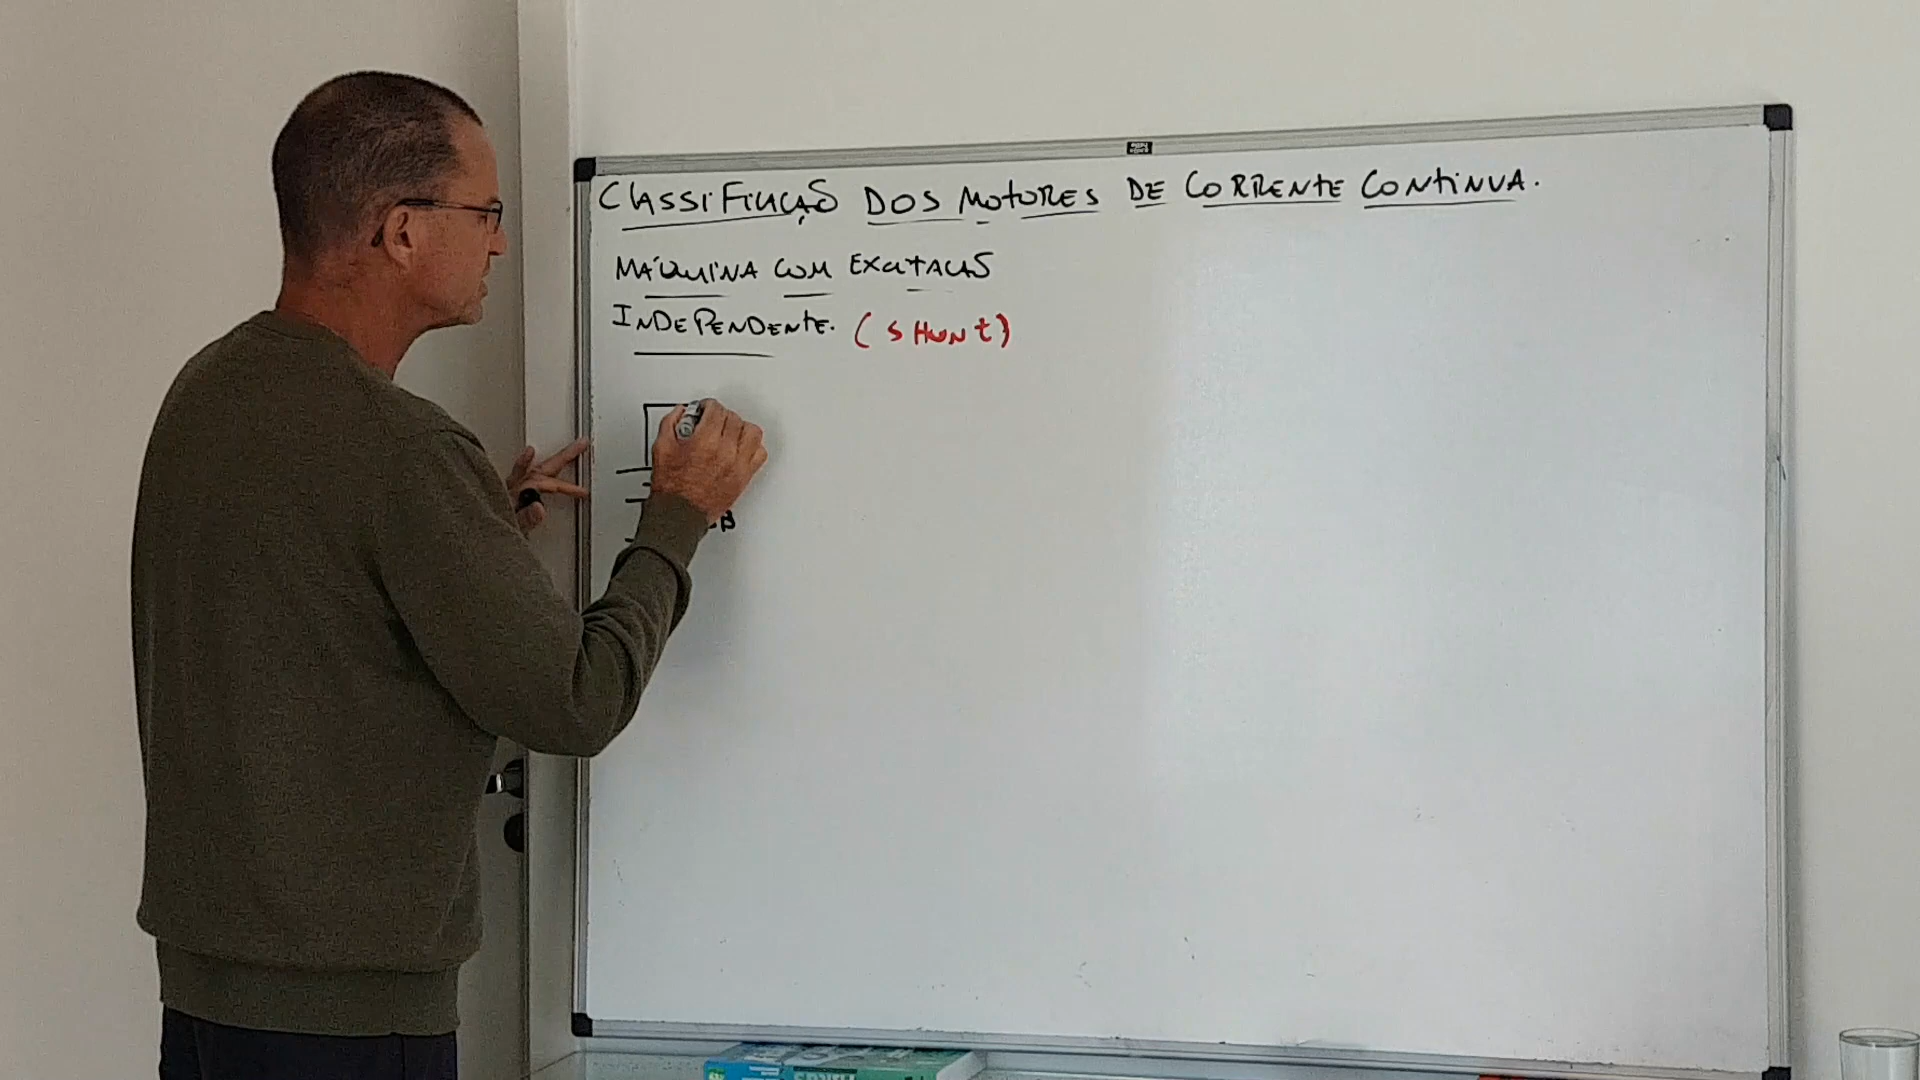 CLASSIFICAÇÃO DOS MOTORES DE CORRENTE CONTINUA.
MÁQUINA COM EXCITAÇÃO
INDEPENDENTE. (SHUNT)